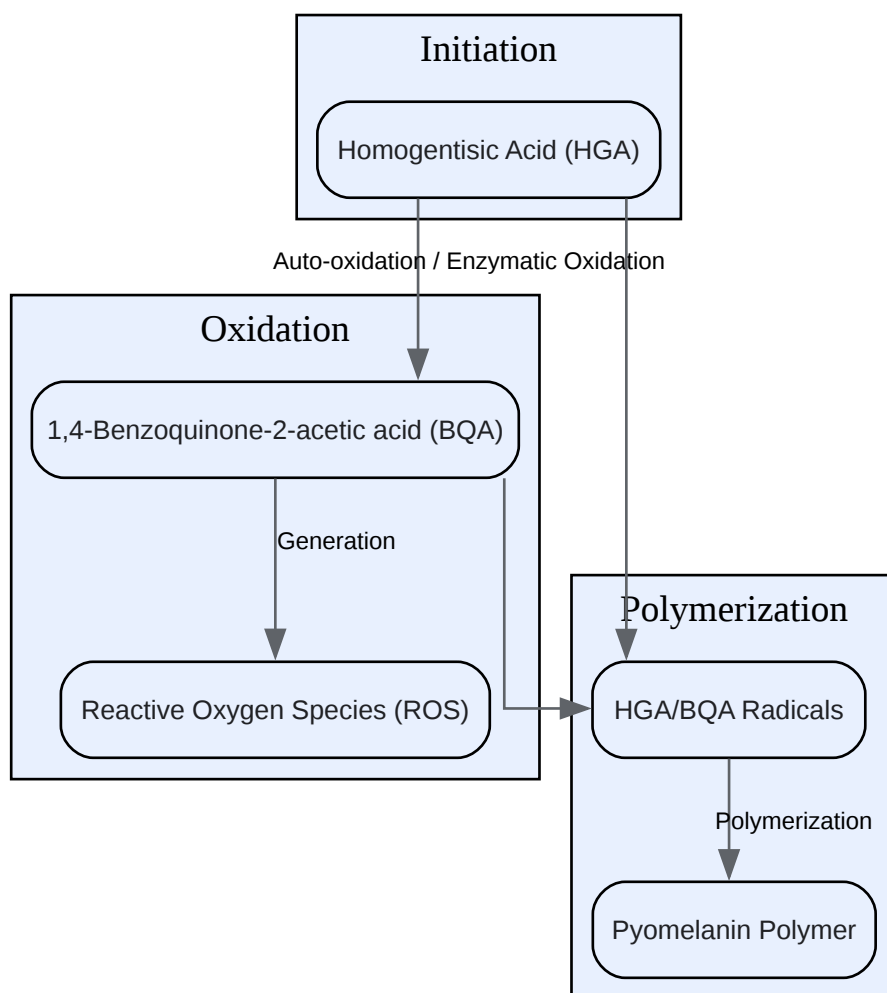 Initiation
Homogentisic Acid (HGA)
Auto-oxidation / Enzymatic Oxidation
Oxidation
1,4-Benzoquinone-2-acetic acid (BQA)
Generation
Polymerization
Reactive Oxygen Species (ROS)
HGA/BQA Radicals
Polymerization
Pyomelanin Polymer